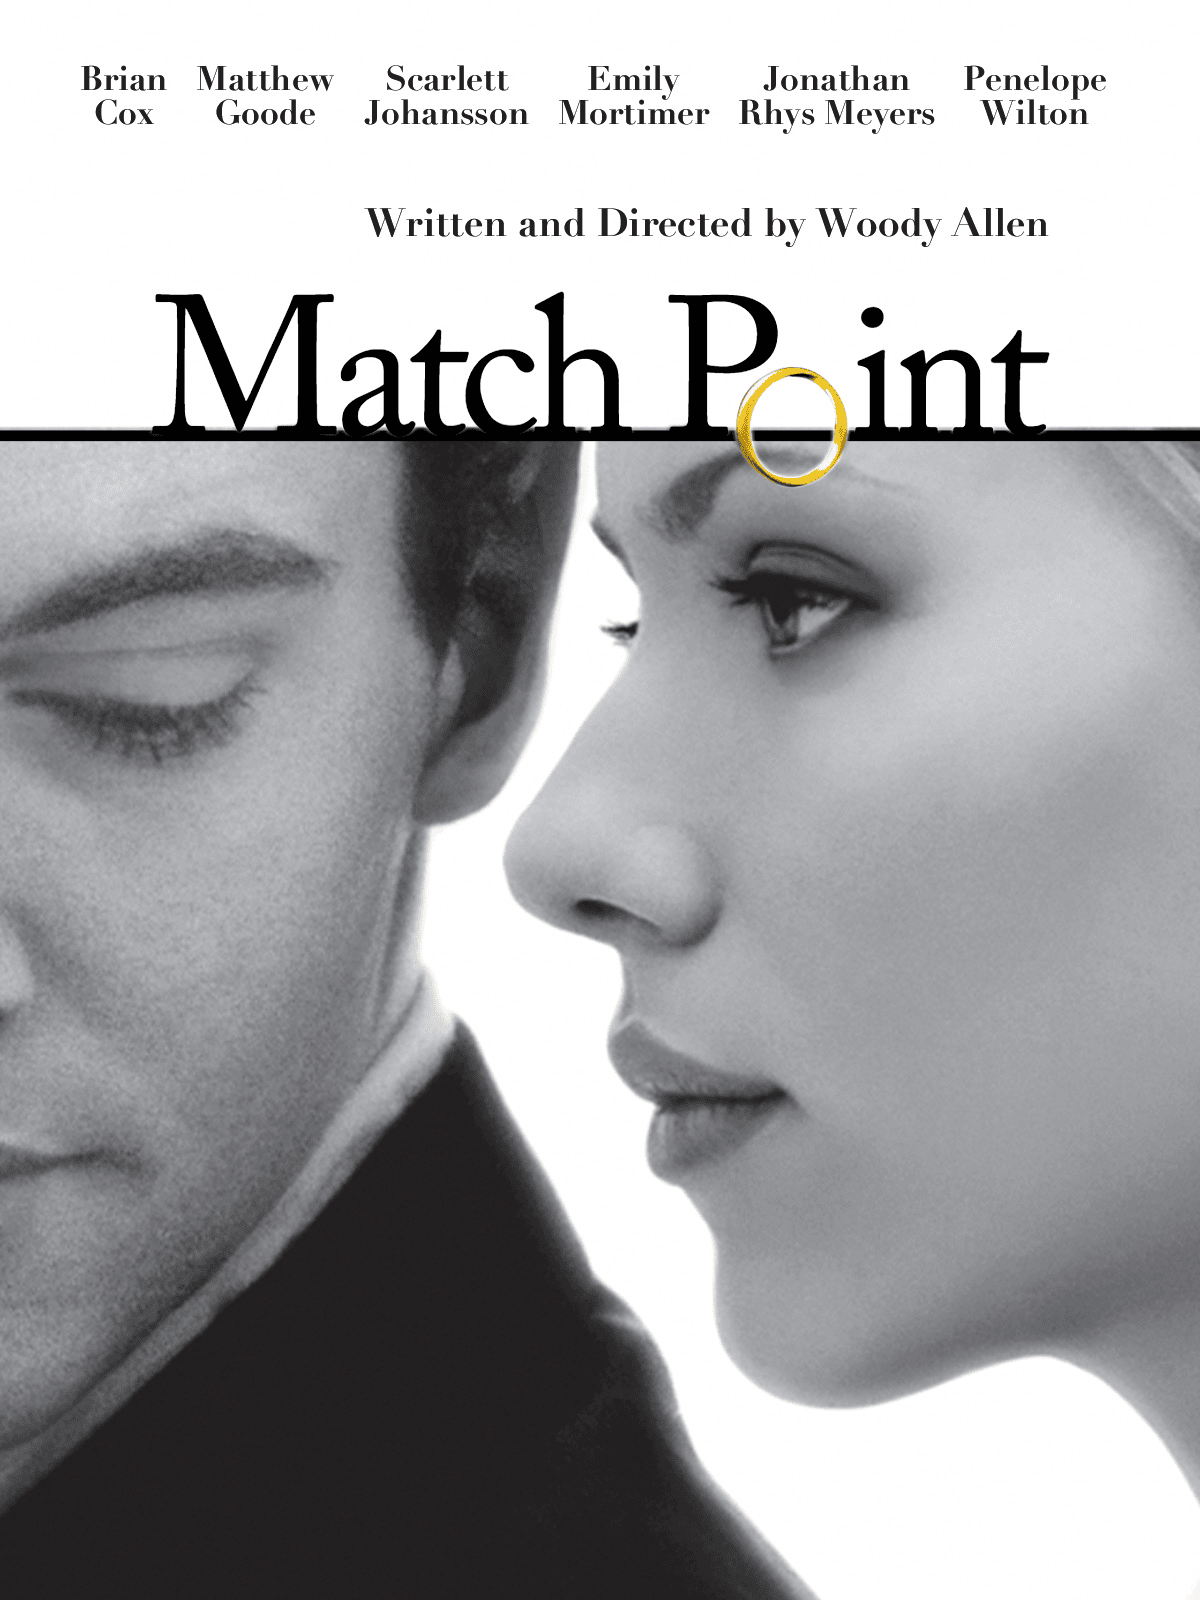 Brian Matthew Scarlett Emily Jonathan Penelope
Cox Goode Johansson Mortimer Rhys Meyers Wilton
Written and Directed by Woody Allen
Match Point